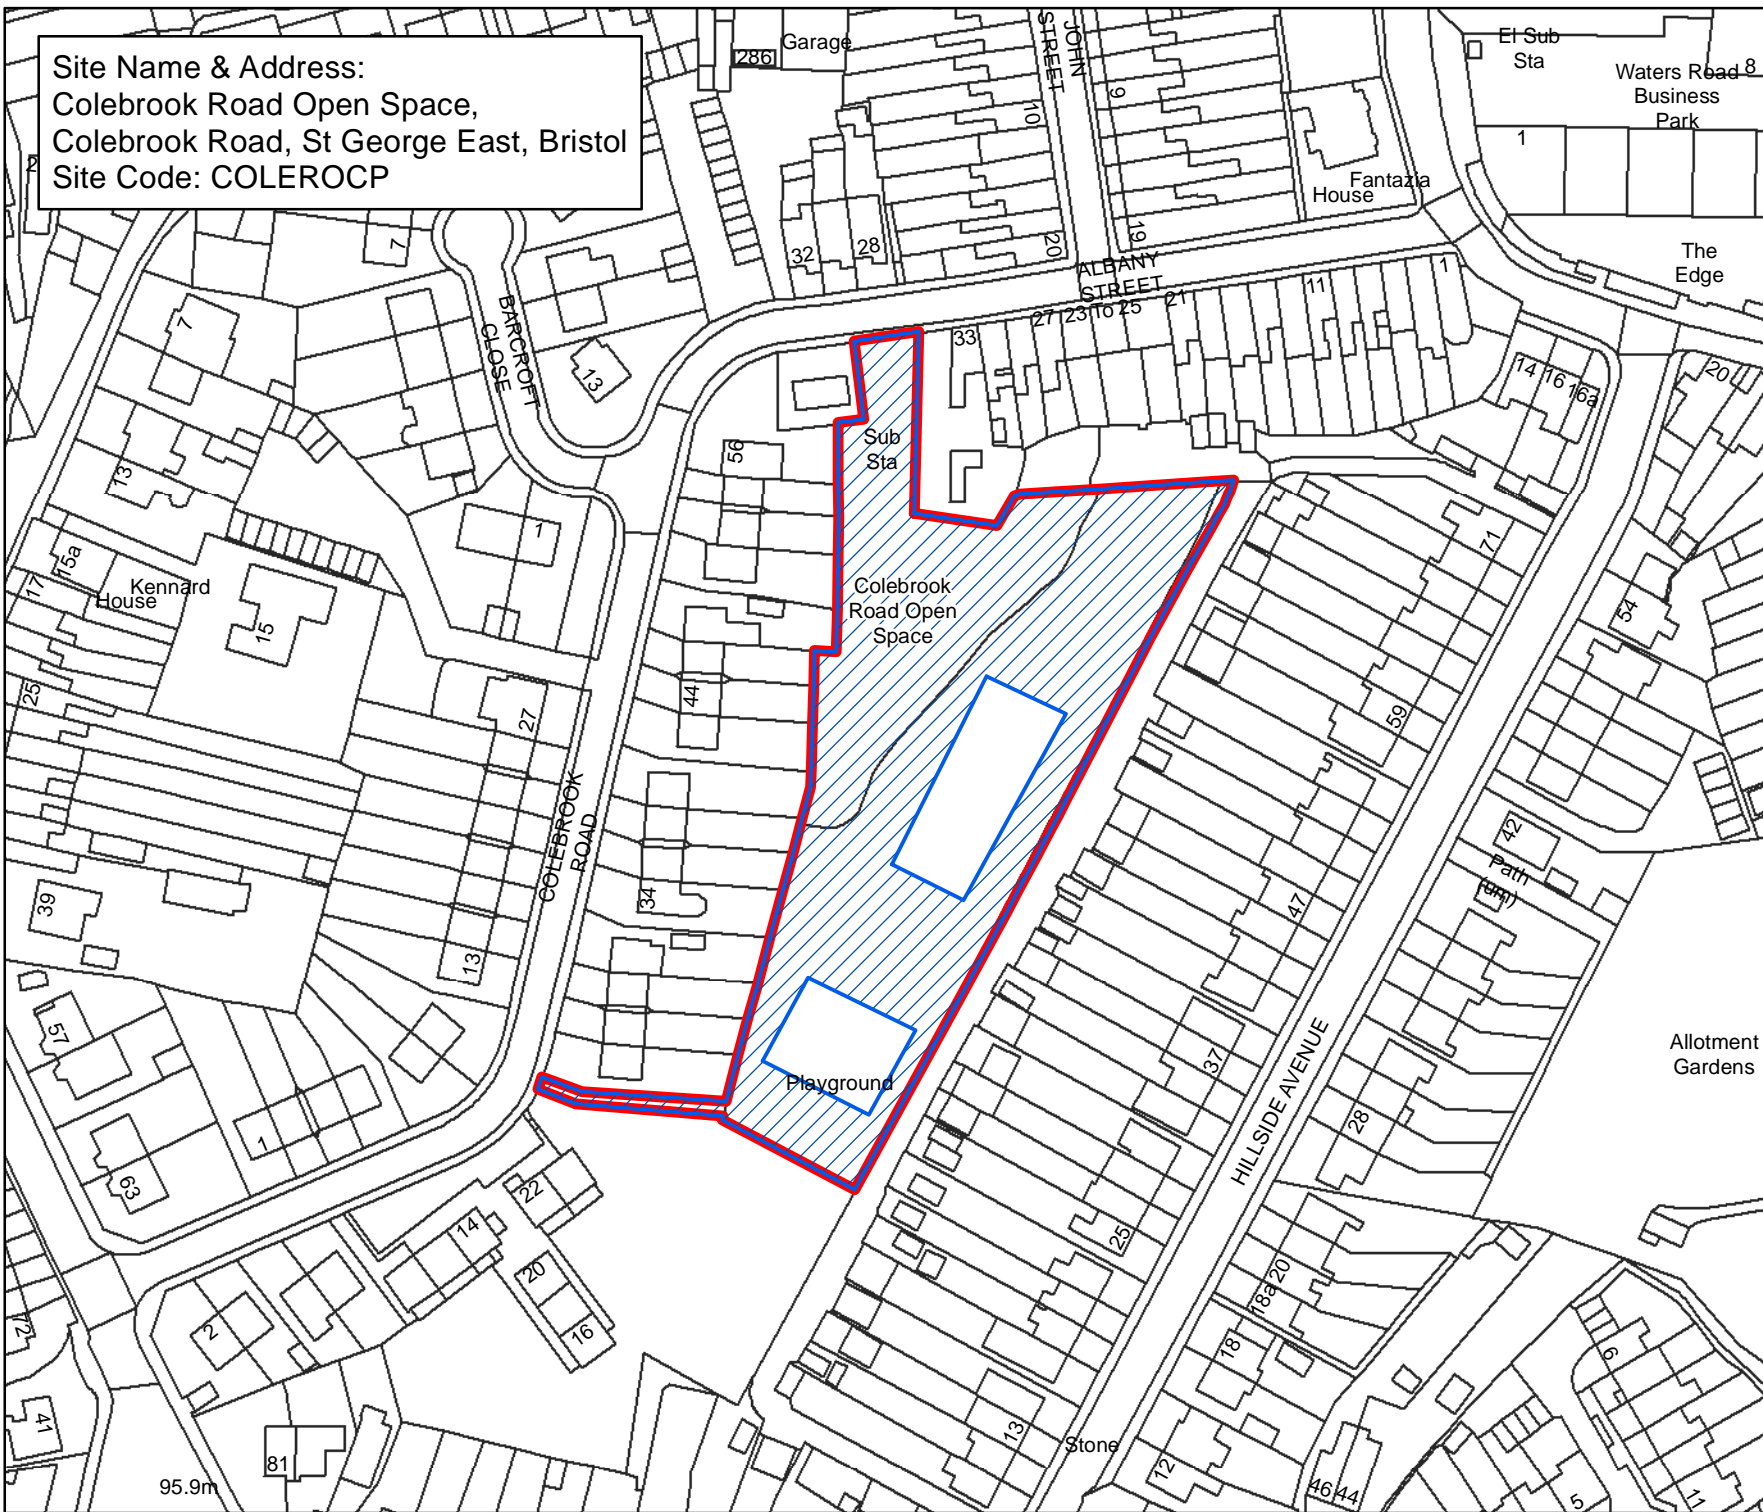 Site Name & Address:
Colebrook Road Open Space,
Colebrook Road, St George East, Bristol
Site Code: COLEROCP
286
Garage
JOHN
STREET
El Sub
Sta
Waters Road
Business
Park
8
1
2
10
9
Fantazia
House
7
32
28
20
19
The
Edge
ALBANY
STREET
1
11
21
23 To 25
27
33
BARCROFT
CLOSE
7
13
14
16
16a
20
56
Sub
Sta
13
1
71
15a
17
Kennard
House
15
Colebrook
Road Open
Space
54
25
44
27
59
COLEBROOK
ROAD
42
Path
(um)
39
34
47
13
57
37
Allotment
Gardens
Playground
HILLSIDE AVENUE
28
1
63
22
14
25
20
20
18a
16
2
72
18
6
41
13
Stone
81
12
95.9m
46
44
5
11